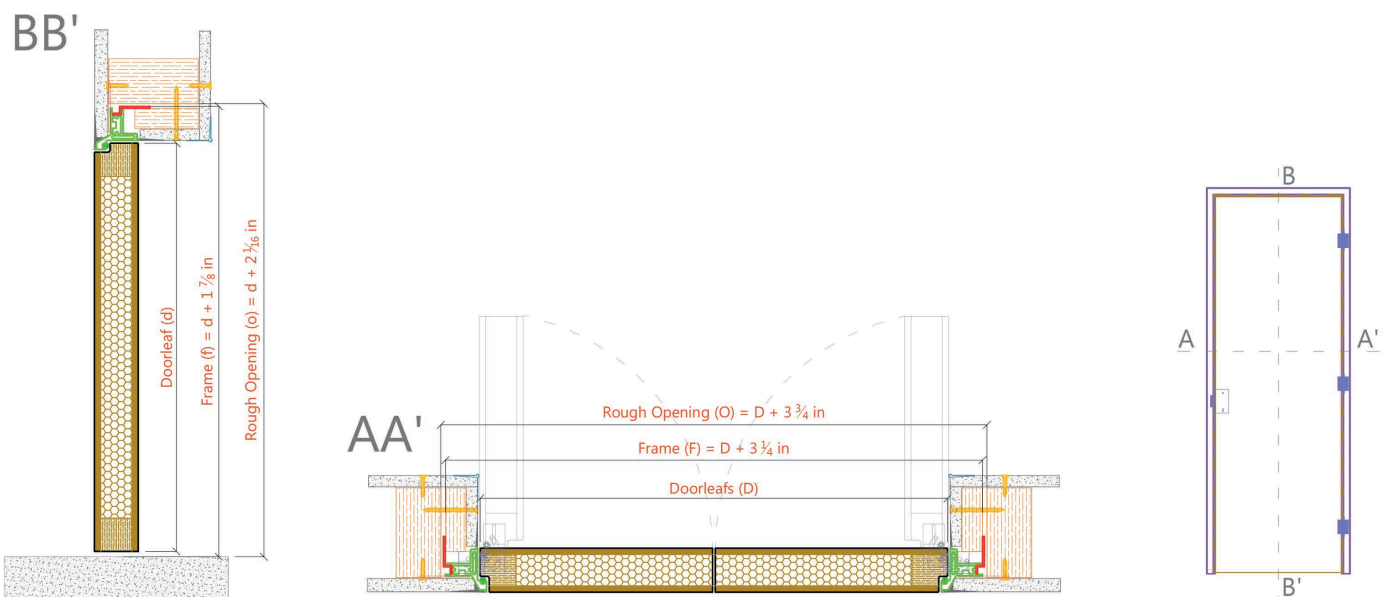 BB'
Doorleaf (d)
Frame (f) = d + 1 ⅞ in
Rough Opening (o) = d + 2 1⁄16 in
AA'
Rough Opening (O) = D + 3 ¾ in
Frame (F) = D + 3 ¼ in
Doorleafs (D)
B
A
A'
B'